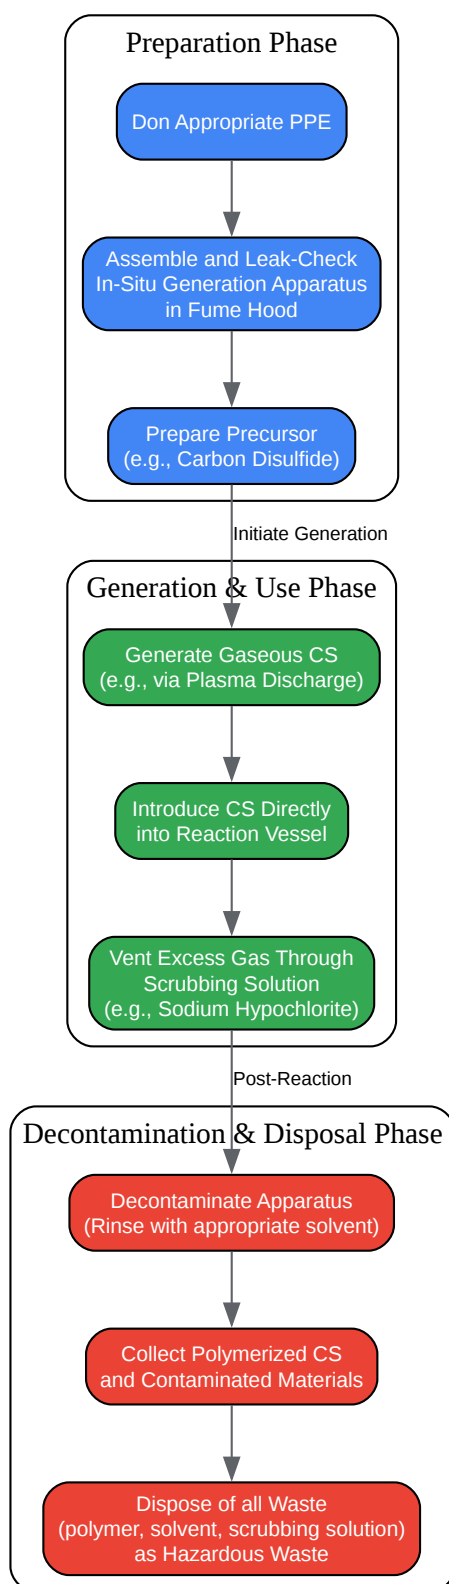 Preparation Phase
Don Appropriate PPE
Assemble and Leak-Check
In-Situ Generation Apparatus
in Fume Hood
Prepare Precursor
(e.g., Carbon Disulfide)
Initiate Generation
Generation & Use Phase
Generate Gaseous CS
(e.g., via Plasma Discharge)
Introduce CS Directly
into Reaction Vessel
Vent Excess Gas Through
Scrubbing Solution
(e.g., Sodium Hypochlorite)
Post-Reaction
Decontamination & Disposal Phase
Decontaminate Apparatus
(Rinse with appropriate solvent)
Collect Polymerized CS
and Contaminated Materials
Dispose of all Waste
(polymer, solvent, scrubbing solution)
as Hazardous Waste